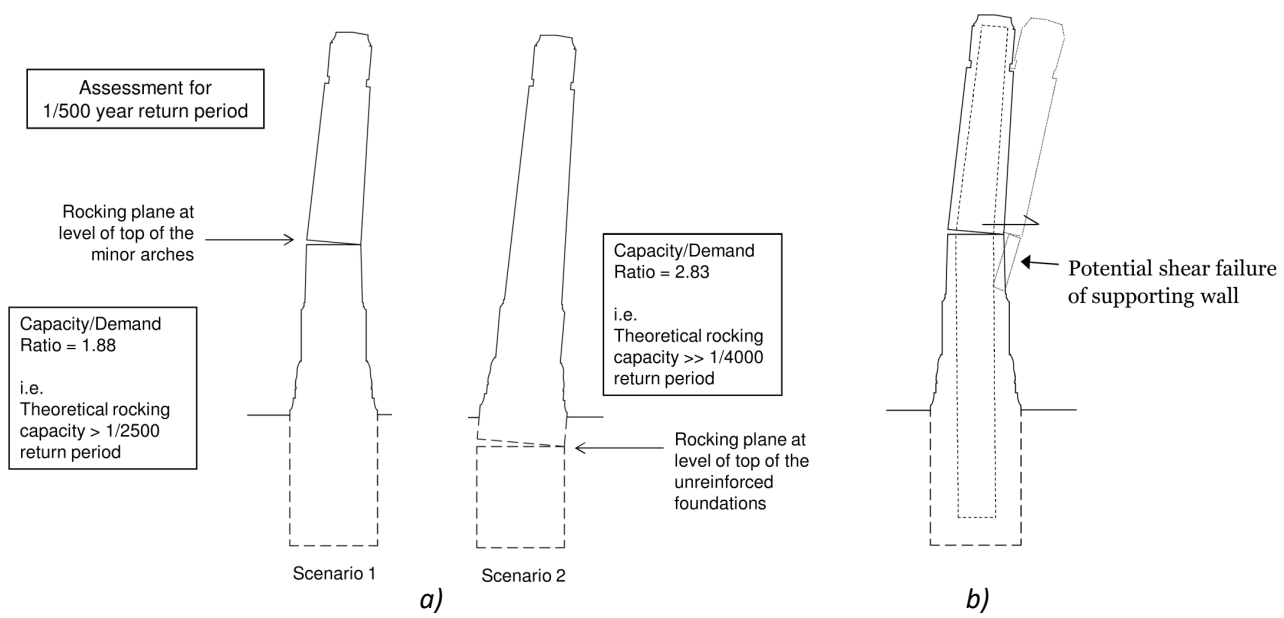 Assessment for
1/500 year return period
Rocking plane at
level of top of the
minor arches
Capacity/Demand
Ratio = 1.88
i.e.
Theoretical rocking
capacity > 1/2500
return period
Scenario 1
Capacity/Demand
Ratio = 2.83
i.e.
Theoretical rocking
capacity >> 1/4000
return period
Rocking plane at
level of top of the
unreinforced
foundations
Scenario 2
a)
Potential shear failure
of supporting wall
b)